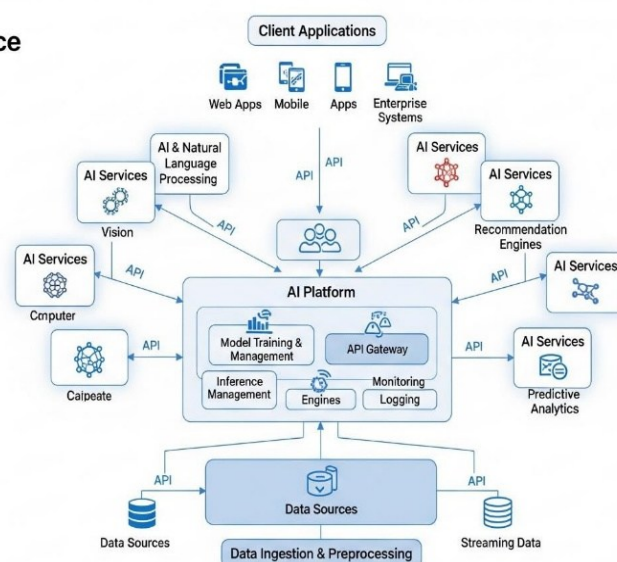 ce
Client Applications
Web Apps
Mobile
Apps
Enterprise
Systems
API
API
AI Services
Vision
AI & Natural
Language
Processing
API
AI Services
API
AI Services
Recommendation
Engines
AI Services
Cmputer
API
API
AI Services
Caipeate
API
AI Platform
Model Training &
Management
API Gateway
Inference
Management
Engines
Monitoring
Logging
API
AI Services
Predictive
Analytics
API
Data Sources
Data Sources
API
Streaming Data
Data Ingestion & Preprocessing